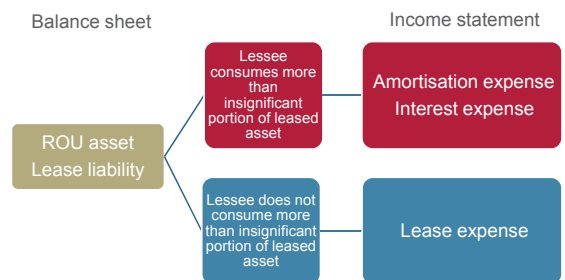 Balance sheet
Income statement
Lessee
consumes more
than
insignificant
portion of leased
asset
Amortisation expense
Interest expense
ROU asset
Lease liability
Lessee does not
consume more
than insignificant
portion of leased
asset
Lease expense